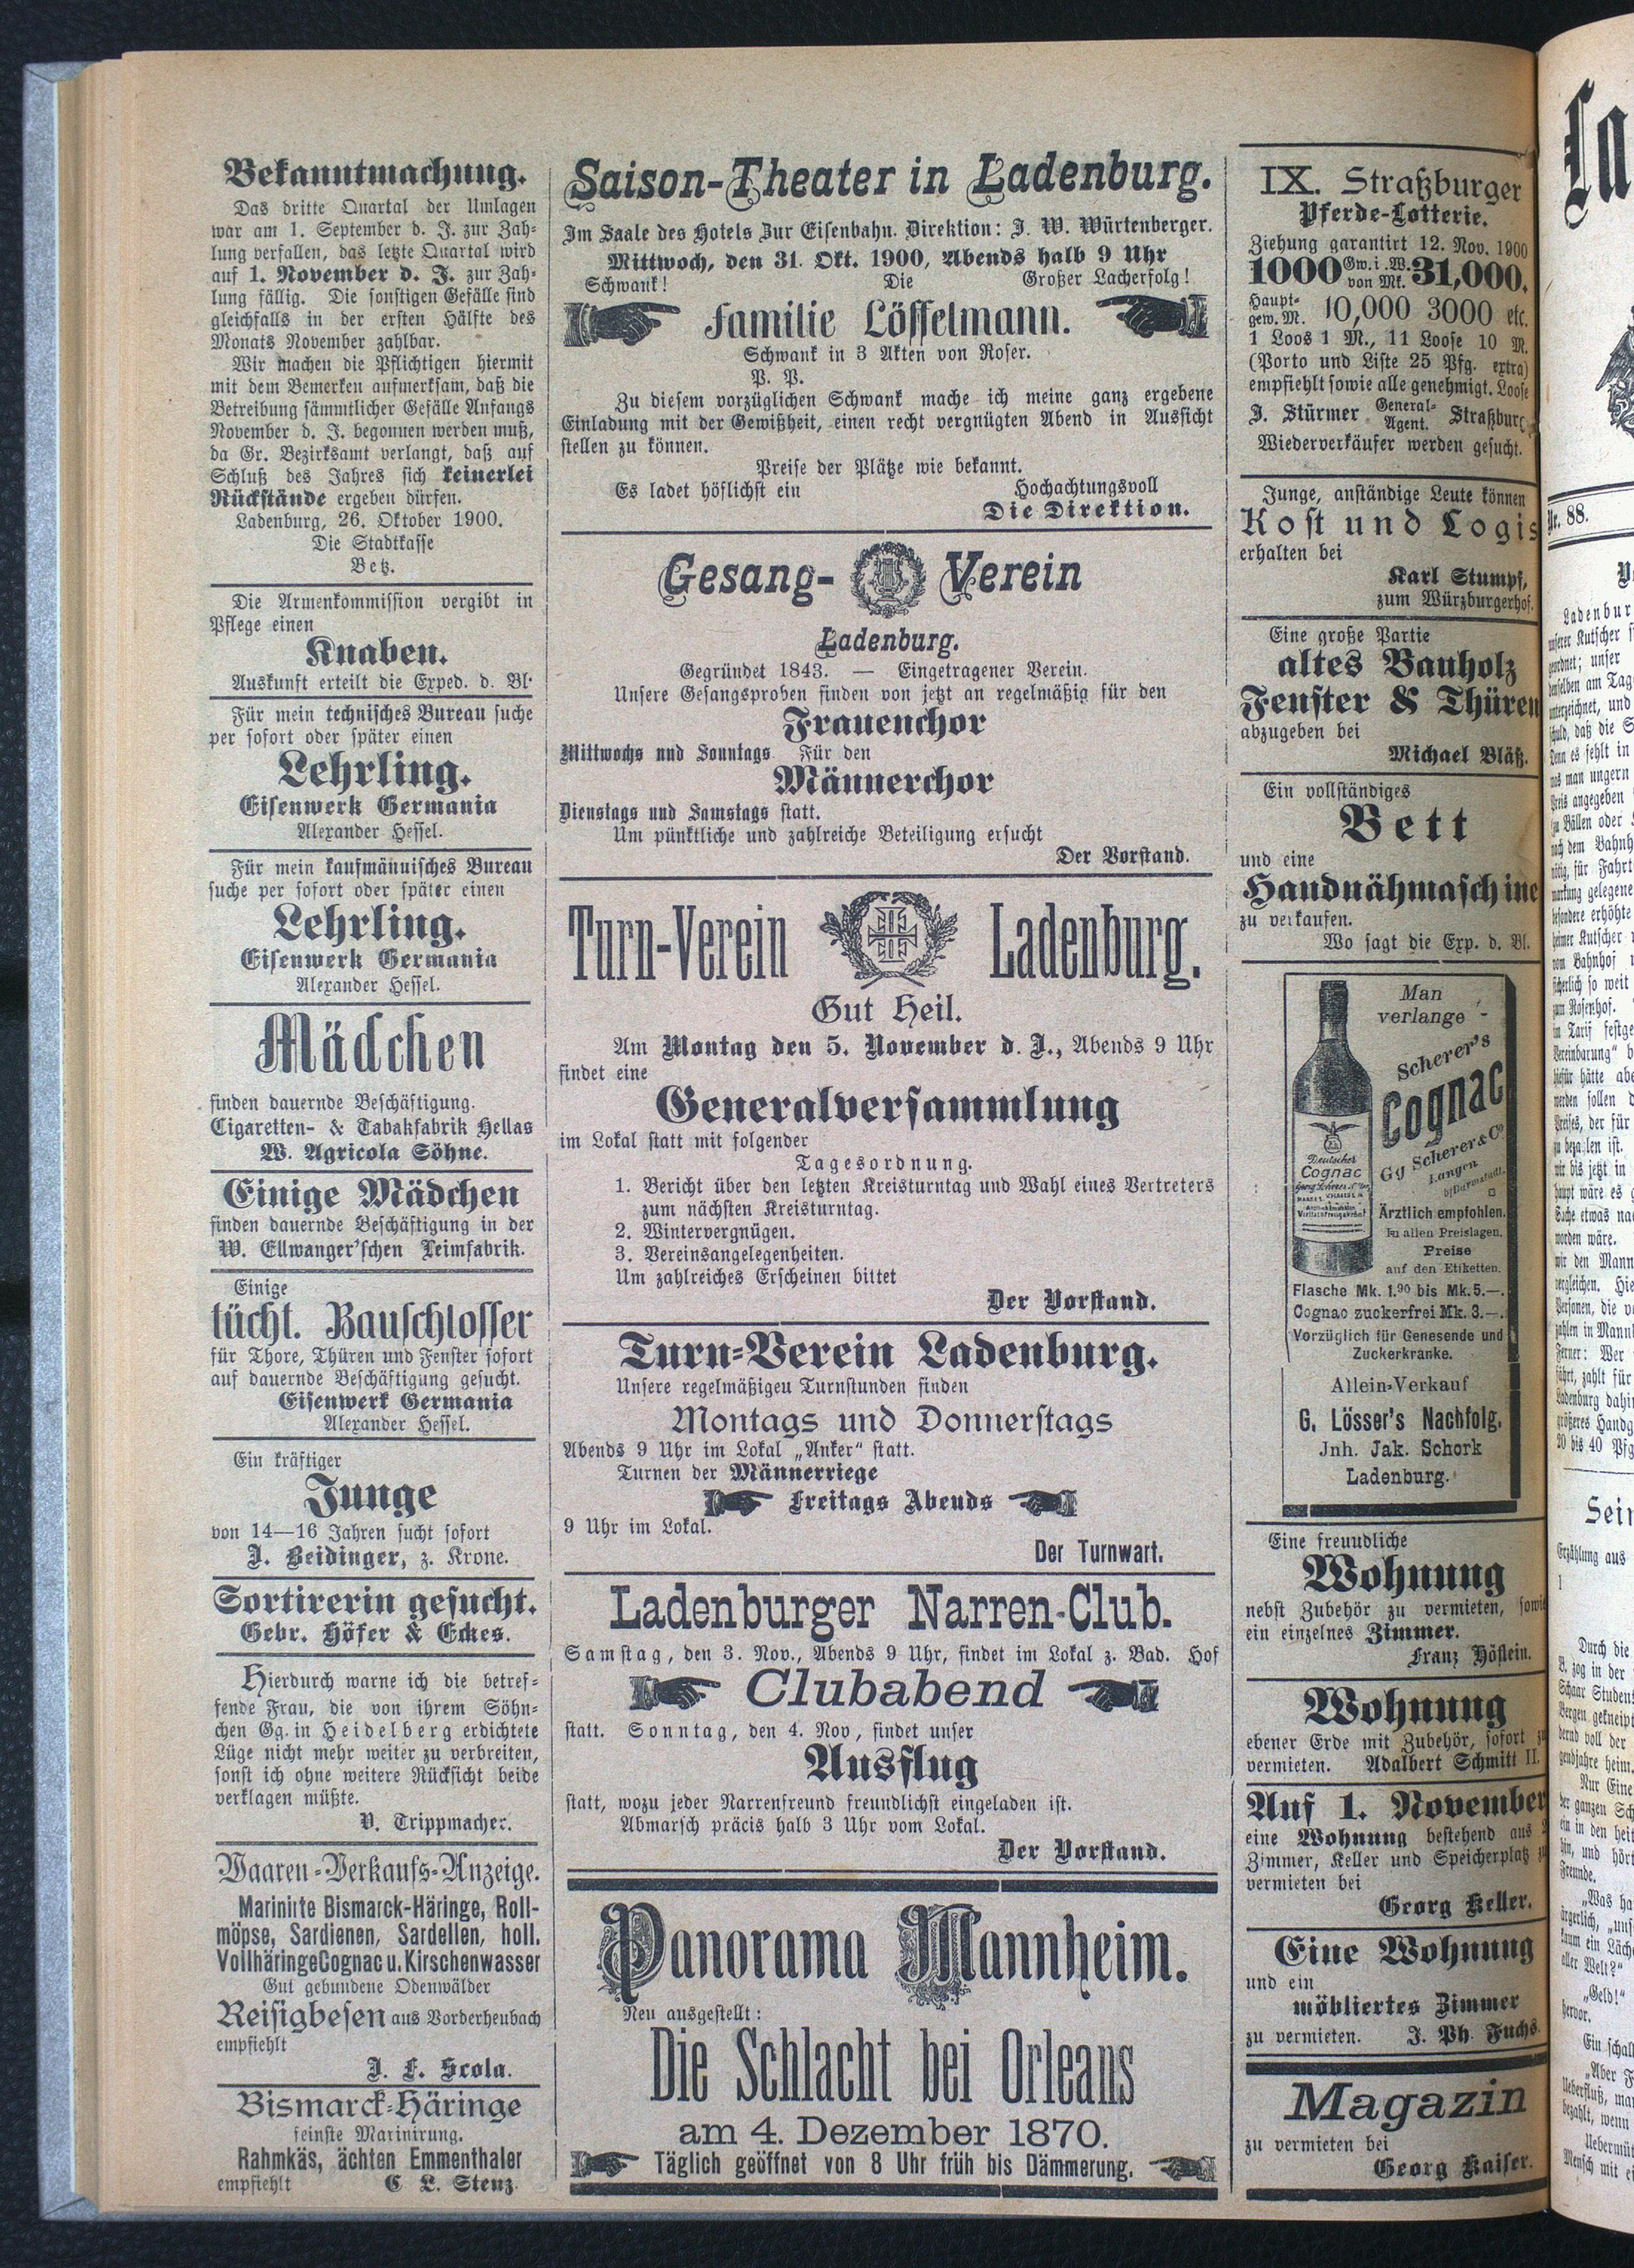 Bekanntmachung.
Das dritte Quartal der Umlagen
war am 1. September d. J. zur Zah-
lung verfallen, das letzte Quartal wird
auf 1. November d. J. zur Zah-
lung fällig. Die sonstigen Gefälle sind
gleichfalls in der ersten Hälfte des
Monats November zahlbar.
Wir machen die Pflichtigen hiermit
mit dem Bemerken aufmerksam, daß die
Betreibung sämmtlicher Gefälle Anfangs
November d. J. begonnen werden muß,
da Gr. Bezirksamt verlangt, daß auf
Schluß des Jahres sich keinerlei
Rückstände ergeben dürfen.
Ladenburg, 26. Oktober 1900.
Die Stadtkasse
Betz.
Die Armenkommission vergibt in
Pflege einen
Knaben.
Auskunft erteilt die Exped. d. Bl.
Für mein technisches Bureau suche
per sofort oder später einen
Lehrling.
Eisenwerk Germania
Alexander Hessel.
Für mein kaufmännisches Bureau
suche per sofort oder später einen
Lehrling.
Eisenwerk Germania
Alexander Hessel.
Mädchen
finden dauernde Beschäftigung.
Cigaretten- & Tabakfabrik Hellas
W. Agricola Söhne.
Einige Mädchen
finden dauernde Beschäftigung in der
W. Ellwanger'schen Leimfabrik.
Einige
tücht. Bauschlosser
für Thore, Thüren und Fenster sofort
auf dauernde Beschäftigung gesucht.
Eisenwerk Germania
Alexander Hessel.
Ein kräftiger
Junge
von 14—16 Jahren sucht sofort
J. Beidinger, z. Krone.
Sortirerin gesucht.
Gebr. Höfer & Eckes.
Hierdurch warne ich die betref-
fende Frau, die von ihrem Söhn-
chen Gg. in Heidelberg erdichtete
Lüge nicht mehr weiter zu verbreiten,
sonst ich ohne weitere Rücksicht beide
verklagen müßte.
V. Trippmacher.
Waaren-Verkaufs-Anzeige.
Marinirte Bismarck-Häringe, Roll-
möpse, Sardienen, Sardellen, holl.
VollhäringeCognac u. Kirschenwasser
Gut gebundene Odenwälder
Reisigbesen aus Vorderheubach
empfiehlt
J. F. Scola.
Bismarck-Häringe
feinste Marinirung.
Rahmkäs, ächten Emmenthaler
empfiehlt C. L. Stenz.
Saison-Theater in Ladenburg.
Im Saale des Hotels Zur Eisenbahn. Direktion: J. W. Würtenberger.
Mittwoch, den 31. Okt. 1900, Abends halb 9 Uhr
Schwank! Die Großer Lacherfolg!
Familie Löffelmann.
Schwank in 3 Akten von Roser.
P. P.
Zu diesem vorzüglichen Schwank mache ich meine ganz ergebene
Einladung mit der Gewißheit, einen recht vergnügten Abend in Aussicht
stellen zu können.
Preise der Plätze wie bekannt.
Es ladet höflichst ein Hochachtungsvoll
Die Direktion.
Gesang-Verein
Ladenburg.
Gegründet 1843. — Eingetragener Verein.
Unsere Gesangsproben finden von jetzt an regelmäßig für den
Frauenchor
Mittwochs und Sonntags Für den
Männerchor
Dienstags und Samstags statt.
Um pünktliche und zahlreiche Beteiligung ersucht
Der Vorstand.
Turn-Verein Ladenburg.
Gut Heil.
Am Montag den 5. November d. J., Abends 9 Uhr
findet eine
Generalversammlung
im Lokal statt mit folgender
Tagesordnung.
1. Bericht über den letzten Kreisturntag und Wahl eines Vertreters
zum nächsten Kreisturntag.
2. Wintervergnügen.
3. Vereinsangelegenheiten.
Um zahlreiches Erscheinen bittet
Der Vorstand.
Turn-Verein Ladenburg.
Unsere regelmäßigen Turnstunden finden
Montags und Donnerstags
Abends 9 Uhr im Lokal „Anker“ statt.
Turnen der Männerriege
Freitags Abends
9 Uhr im Lokal.
Der Turnwart.
Ladenburger Narren-Club.
Samstag, den 3. Nov., Abends 9 Uhr, findet im Lokal z. Bad. Hof
Clubabend
statt. Sonntag, den 4. Nov, findet unser
Ausflug
statt, wozu jeder Narrenfreund freundlichst eingeladen ist.
Abmarsch präcis halb 3 Uhr vom Lokal.
Der Vorstand.
Panorama Mannheim.
Neu ausgestellt:
Die Schlacht bei Orleans
am 4. Dezember 1870.
Täglich geöffnet von 8 Uhr früh bis Dämmerung.
IX. Straßburger
Pferde-Lotterie.
Ziehung garantirt 12. Nov. 1900
1000 Gw. i. W. von Mk. 31,000.
Haupt-gew. M. 10,000 3000 etc.
1 Loos 1 M., 11 Loose 10 M.
(Porto und Liste 25 Pfg. extra)
empfiehlt sowie alle genehmigt. Loose
J. Stürmer General-Agent. Straßburg
Wiederverkäufer werden gesucht.
Junge, anständige Leute können
Kost und Logis
erhalten bei
Karl Stumpf,
zum Würzburgerhof.
Eine große Partie
altes Bauholz
Fenster & Thüren
abzugeben bei
Michael Bläß.
Ein vollständiges
Bett
und eine
Handnähmaschine
zu verkaufen.
Wo sagt die Exp. d. Bl.
Man
verlange
Scherer's
Cognac
Gg Scherer & Co
Langen
b/Darmstadt.
Deutscher
Cognac
Ärztlich empfohlen.
In allen Preislagen.
Preise
auf den Etiketten.
Flasche Mk. 1.90 bis Mk. 5.—.
Cognac zuckerfrei Mk. 3.—.
Vorzüglich für Genesende und
Zuckerkranke.
Allein-Verkauf
G. Lösser's Nachfolg.
Jnh. Jak. Schork
Ladenburg.
Eine freundliche
Wohnung
nebst Zubehör zu vermieten, sowie
ein einzelnes Zimmer.
Franz Höflein.
Wohnung
ebener Erde mit Zubehör, sofort zu
vermieten. Adalbert Schmitt II.
Auf 1. November
eine Wohnung bestehend aus 2
Zimmer, Keller und Speicherplatz zu
vermieten bei
Georg Keller.
Eine Wohnung
und ein
möbliertes Zimmer
zu vermieten. J. Ph. Fuchs.
Magazin
zu vermieten bei
Georg Kaiser.
La
Nr. 88.